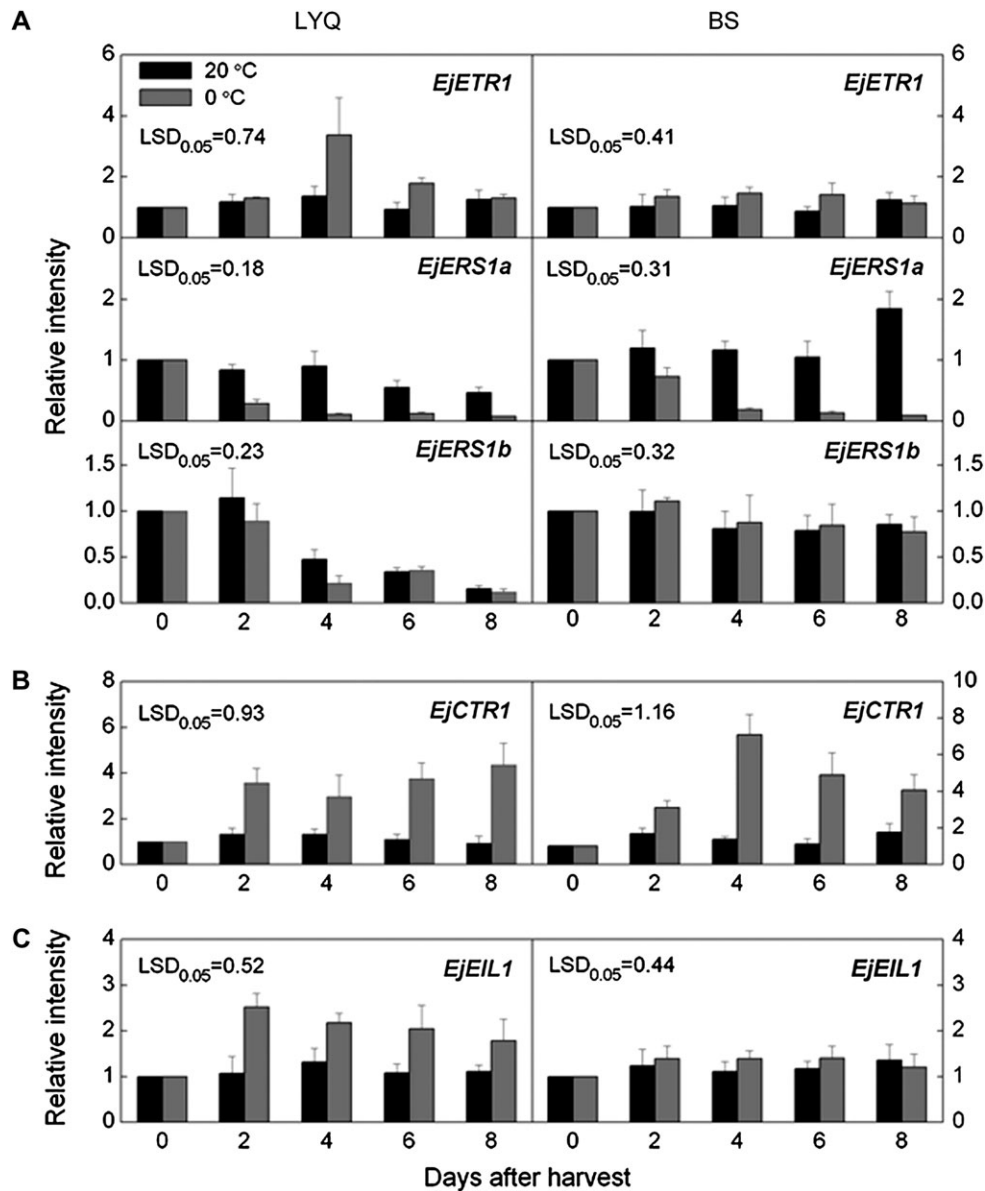 A LYQ BS
6 6
20 °C
0 °C
EjETR1 EjETR1
4 4
LSD0.05=0.74 LSD0.05=0.41
2 2
0 0
LSD0.05=0.18 EjERS1a LSD0.05=0.31 EjERS1a
2 2
1 1
0 0
LSD0.05=0.23 EjERS1b LSD0.05=0.32 EjERS1b
1.5 1.5
1.0 1.0
0.5 0.5
0.0 0.0
Relative intensity
0 2 4 6 8 0 2 4 6 8
B
8 10
LSD0.05=0.93 EjCTR1 LSD0.05=1.16 EjCTR1
6 8
6
4
4
2 2
0 0
Relative intensity
0 2 4 6 8 0 2 4 6 8
C
4 4
LSD0.05=0.52 EjEIL1 LSD0.05=0.44 EjEIL1
3 3
2 2
1 1
0 0
Relative intensity
0 2 4 6 8 0 2 4 6 8
Days after harvest